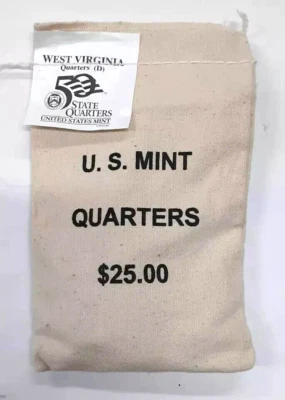 WEST VIRGINIA
Quarters (D)
50
STATE
QUARTERS
UNITED STATES MINT
U. S. MINT
QUARTERS
$25.00